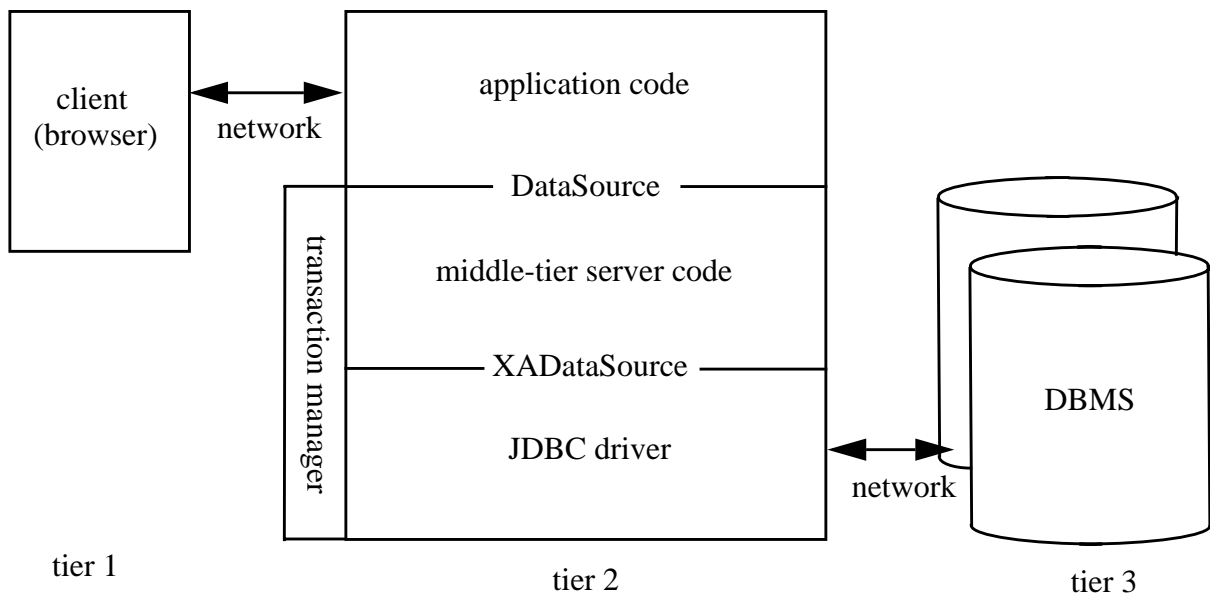 client
(browser)
network
application code
DataSource
transaction manager
middle-tier server code
XADataSource
JDBC driver
network
DBMS
tier 1
tier 2
tier 3